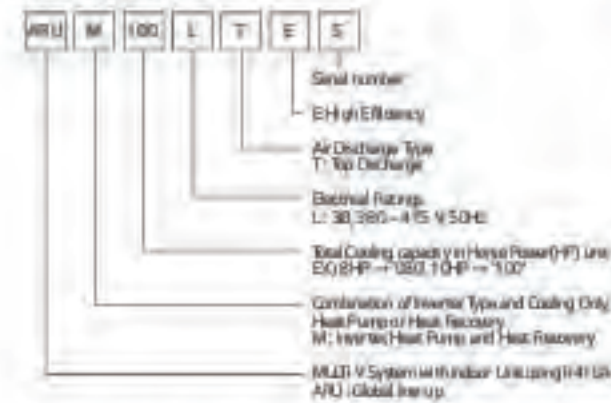 ARU M 100 L T E 5
Serial number
E:High Efficiency
Air Discharge Type
T : Top Discharge
Electrical Ratings
L : 3Ø, 380~415 V 50Hz
Total Cooling capacity in Horse Power(HP) unit
EX) 8HP → '080', 10HP → '100'
Combination of Inverter Type and Cooling Only
Heat Pump or Heat Recovery
M : Inverter, Heat Pump and Heat Recovery
MULTI V System with Indoor Unit using R410A
ARU : Global line up